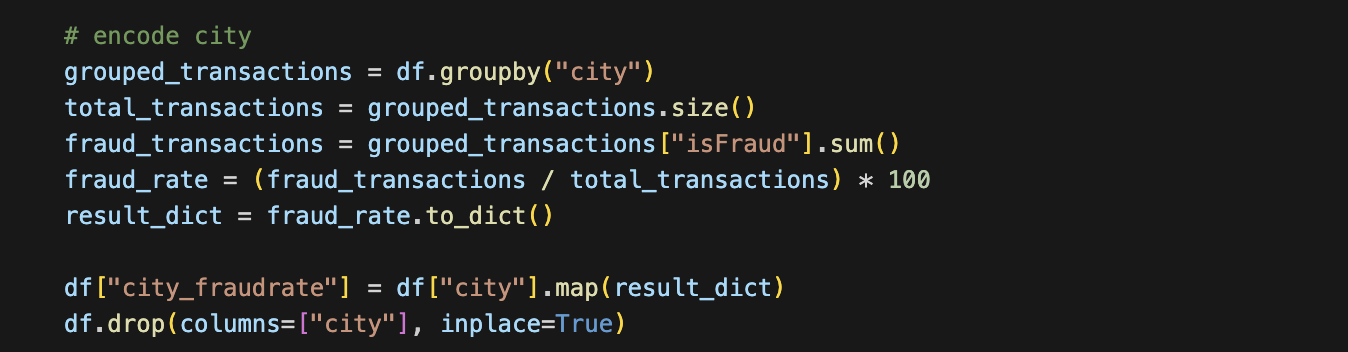 # encode city
grouped_transactions = df.groupby("city")
total_transactions = grouped_transactions.size()
fraud_transactions = grouped_transactions["isFraud"].sum()
fraud_rate = (fraud_transactions / total_transactions) * 100
result_dict = fraud_rate.to_dict()
df["city_fraudrate"] = df["city"].map(result_dict)
df.drop(columns=["city"], inplace=True)